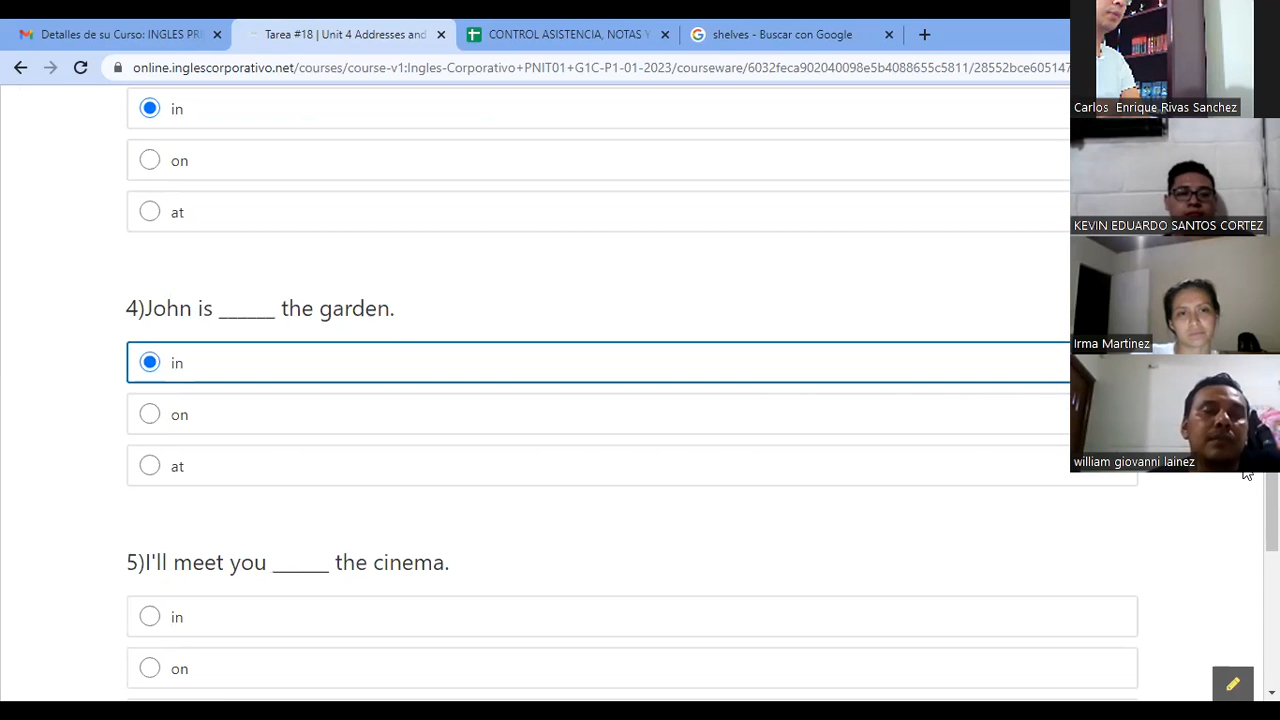 Detalles de su Curso: INGLES PRI
Tarea #18 | Unit 4 Addresses and
CONTROL ASISTENCIA, NOTAS Y
shelves - Buscar con Google
online.inglescorporativo.net/courses/course-v1:Ingles-Corporativo+PNIT01+G1C-P1-01-2023/courseware/6032feca902040098e5b4088655c5811/28552bce605147
Carlos Enrique Rivas Sanchez
in
on
at
KEVIN EDUARDO SANTOS CORTEZ
4)John is ______ the garden.
Irma Martinez
in
on
at
william giovanni lainez
5)I'll meet you ______ the cinema.
in
on